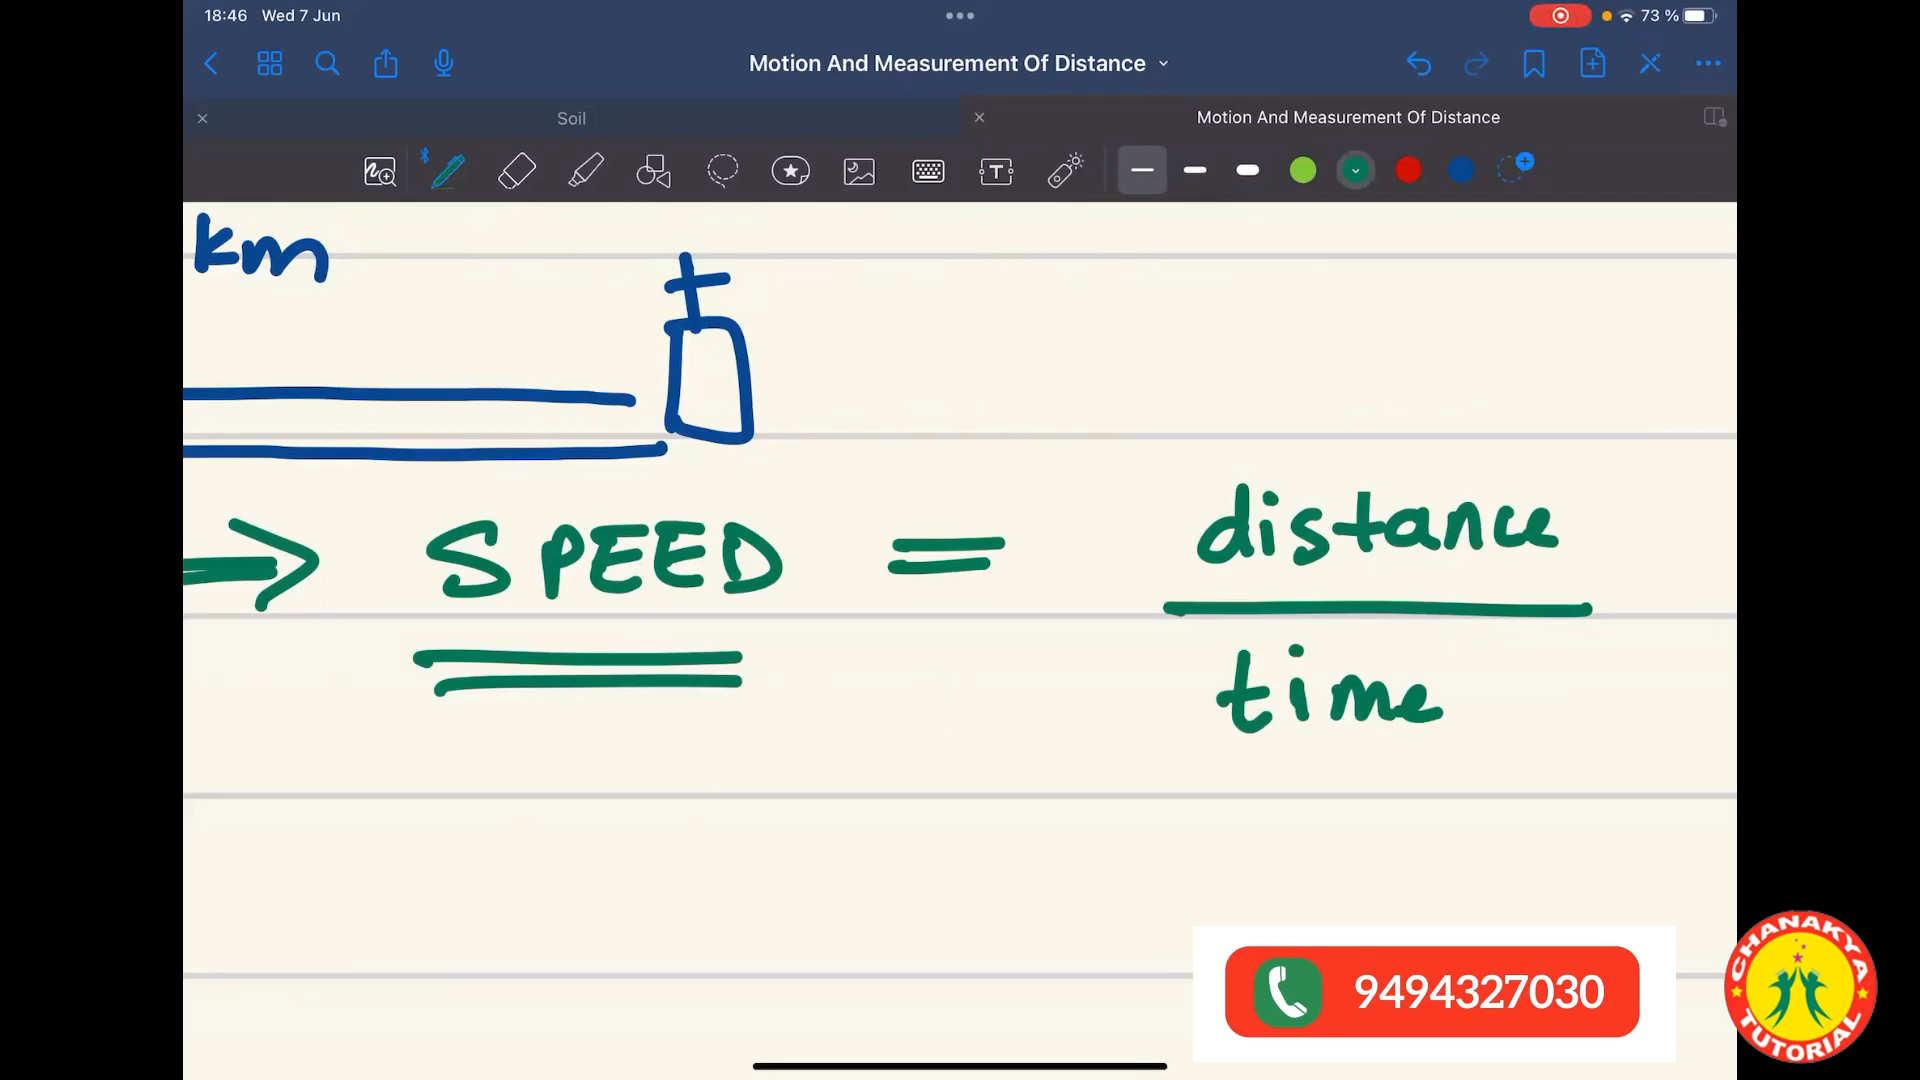 18:46 Wed 7 Jun
73 %
Motion And Measurement Of Distance
Soil
Motion And Measurement Of Distance
T
km
SPEED = distance
time
9494327030
CHANAKYA
TUTORIAL